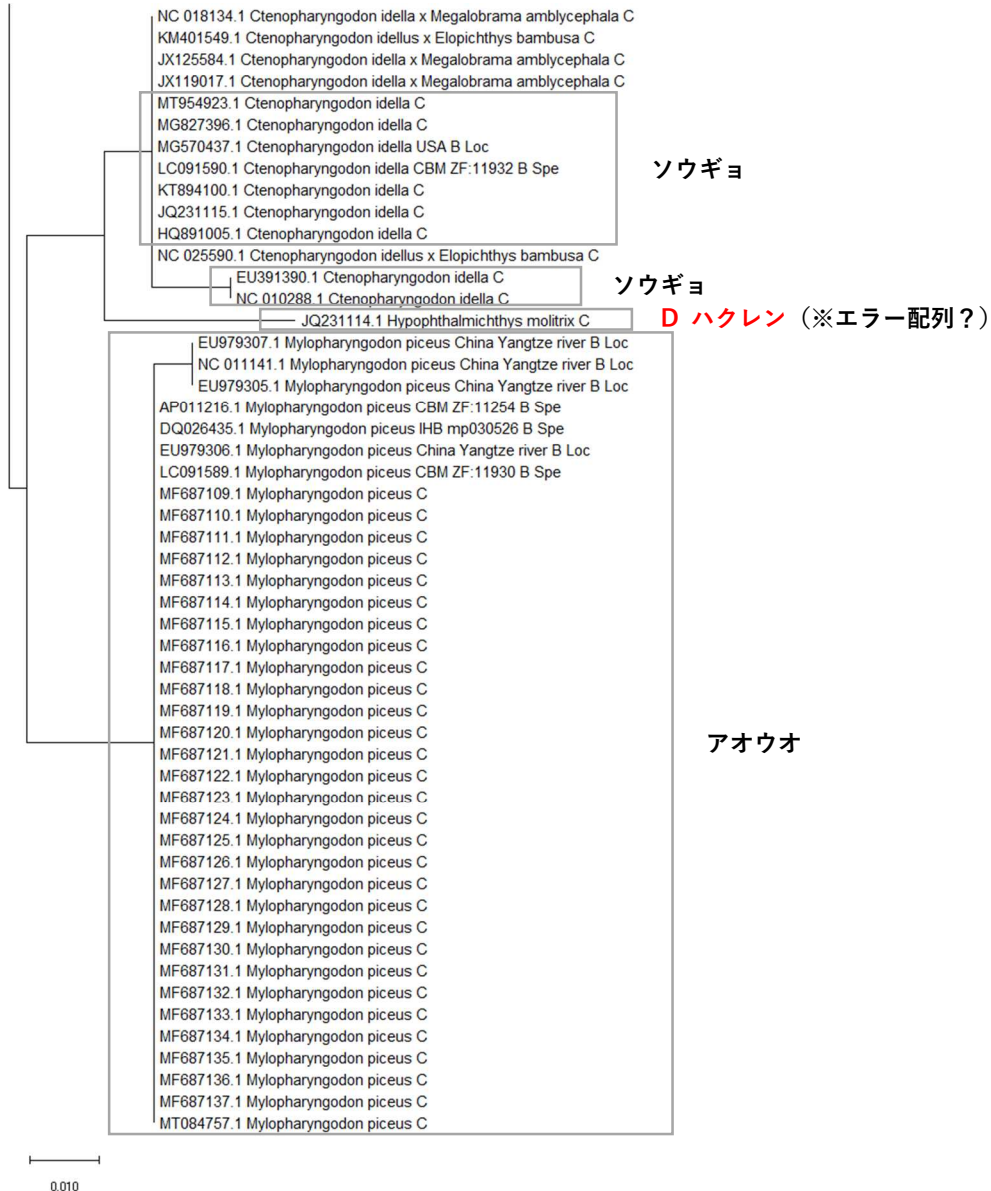 NC 018134.1 Ctenopharyngodon idella x Megalobrama amblycephala C
KM401549.1 Ctenopharyngodon idellus x Elopichthys bambusa C
JX125584.1 Ctenopharyngodon idella x Megalobrama amblycephala C
JX119017.1 Ctenopharyngodon idella x Megalobrama amblycephala C
MT954923.1 Ctenopharyngodon idella C
MG827396.1 Ctenopharyngodon idella C
MG570437.1 Ctenopharyngodon idella USA B Loc
LC091590.1 Ctenopharyngodon idella CBM ZF:11932 B Spe
ソウギョ
KT894100.1 Ctenopharyngodon idella C
JQ231115.1 Ctenopharyngodon idella C
HQ891005.1 Ctenopharyngodon idella C
NC 025590.1 Ctenopharyngodon idellus x Elopichthys bambusa C
EU391390.1 Ctenopharyngodon idella C
ソウギョ
NC 010288.1 Ctenopharyngodon idella C
JQ231114.1 Hypophthalmichthys molitrix C
D ハクレン（※エラー配列？）
EU979307.1 Mylopharyngodon piceus China Yangtze river B Loc
NC 011141.1 Mylopharyngodon piceus China Yangtze river B Loc
EU979305.1 Mylopharyngodon piceus China Yangtze river B Loc
AP011216.1 Mylopharyngodon piceus CBM ZF:11254 B Spe
DQ026435.1 Mylopharyngodon piceus IHB mp030526 B Spe
EU979306.1 Mylopharyngodon piceus China Yangtze river B Loc
LC091589.1 Mylopharyngodon piceus CBM ZF:11930 B Spe
MF687109.1 Mylopharyngodon piceus C
MF687110.1 Mylopharyngodon piceus C
MF687111.1 Mylopharyngodon piceus C
MF687112.1 Mylopharyngodon piceus C
MF687113.1 Mylopharyngodon piceus C
MF687114.1 Mylopharyngodon piceus C
MF687115.1 Mylopharyngodon piceus C
MF687116.1 Mylopharyngodon piceus C
MF687117.1 Mylopharyngodon piceus C
MF687118.1 Mylopharyngodon piceus C
MF687119.1 Mylopharyngodon piceus C
MF687120.1 Mylopharyngodon piceus C
アオウオ
MF687121.1 Mylopharyngodon piceus C
MF687122.1 Mylopharyngodon piceus C
MF687123.1 Mylopharyngodon piceus C
MF687124.1 Mylopharyngodon piceus C
MF687125.1 Mylopharyngodon piceus C
MF687126.1 Mylopharyngodon piceus C
MF687127.1 Mylopharyngodon piceus C
MF687128.1 Mylopharyngodon piceus C
MF687129.1 Mylopharyngodon piceus C
MF687130.1 Mylopharyngodon piceus C
MF687131.1 Mylopharyngodon piceus C
MF687132.1 Mylopharyngodon piceus C
MF687133.1 Mylopharyngodon piceus C
MF687134.1 Mylopharyngodon piceus C
MF687135.1 Mylopharyngodon piceus C
MF687136.1 Mylopharyngodon piceus C
MF687137.1 Mylopharyngodon piceus C
MT084757.1 Mylopharyngodon piceus C
0.010